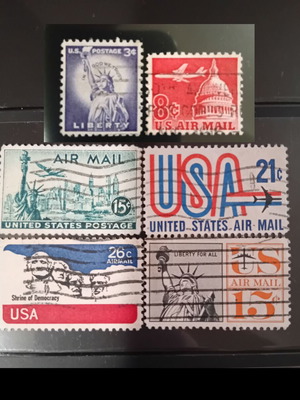 U.S. POSTAGE 3¢
LIBERTY
8¢
U.S. AIR MAIL
AIR MAIL
15¢
UNITED STATES POSTAGE
USA 21¢
UNITED STATES AIR MAIL
26¢
AIRMAIL
Shrine of Democracy
USA
LIBERTY FOR ALL
US
AIR MAIL
15¢